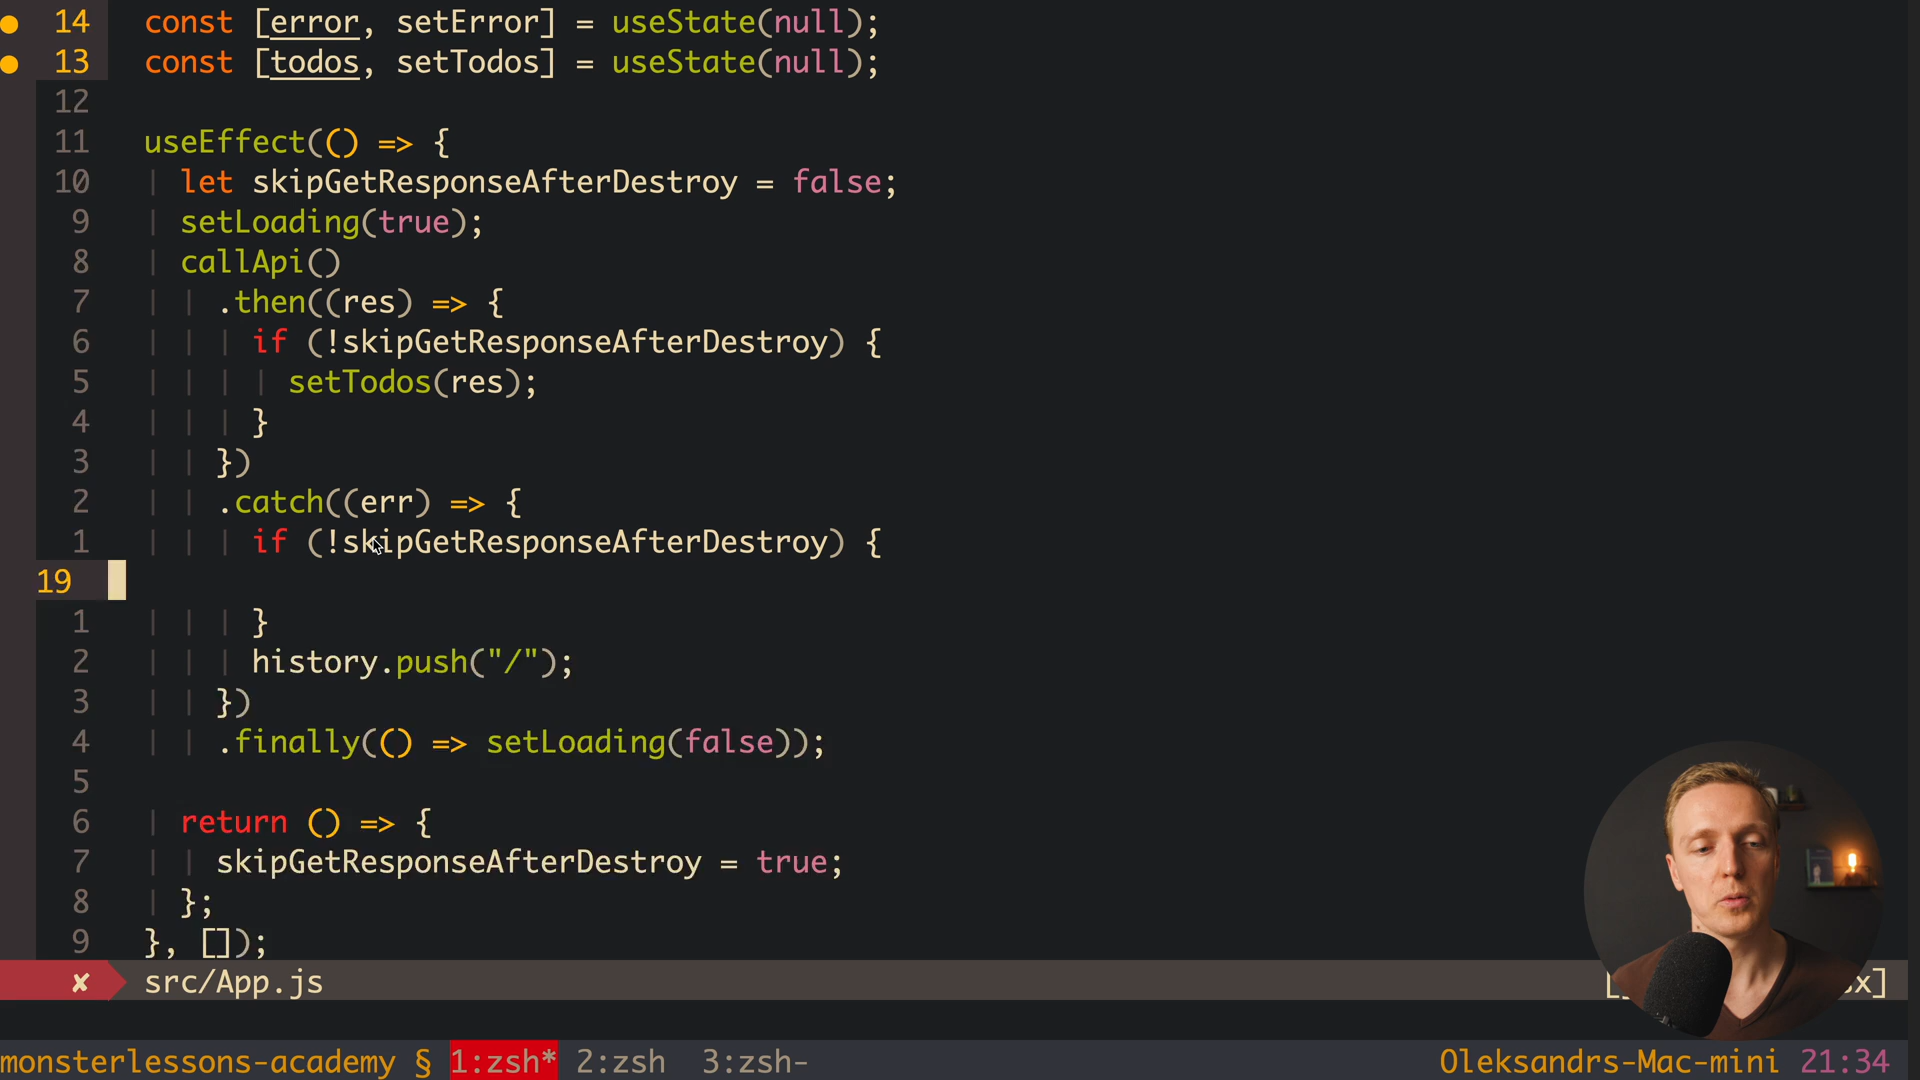 14 const [error, setError] = useState(null);
13 const [todos, setTodos] = useState(null);
12
11 useEffect(() => {
10 let skipGetResponseAfterDestroy = false;
9 setLoading(true);
8 callApi()
7 .then((res) => {
6 if (!skipGetResponseAfterDestroy) {
5 setTodos(res);
4 }
3 })
2 .catch((err) => {
1 if (!skipGetResponseAfterDestroy) {
19
1 }
2 history.push("/");
3 })
4 .finally(() => setLoading(false));
5
6 return () => {
7 skipGetResponseAfterDestroy = true;
8 };
9 }, []);
✘ src/App.js
monsterlessons-academy § 1:zsh* 2:zsh 3:zsh- Oleksandrs-Mac-mini 21:34